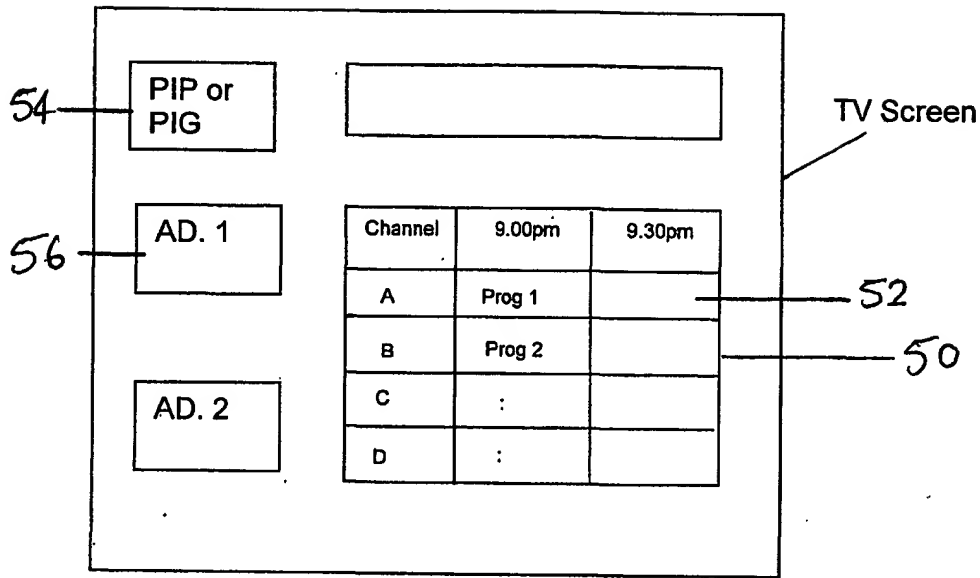 54
PIP or
PIG
TV Screen
56
AD. 1
Channel 9.00pm 9.30pm
A Prog 1
52
B Prog 2
50
AD. 2
C :
D :